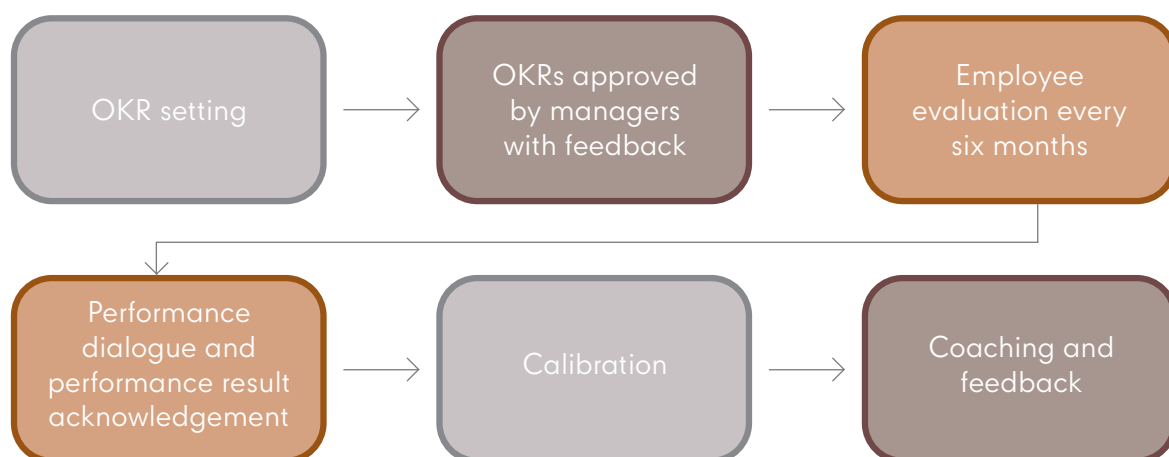 OKR setting
OKRs approved
by managers
with feedback
Employee
evaluation every
six months
Performance
dialogue and
performance result
acknowledgement
Calibration
Coaching and
feedback